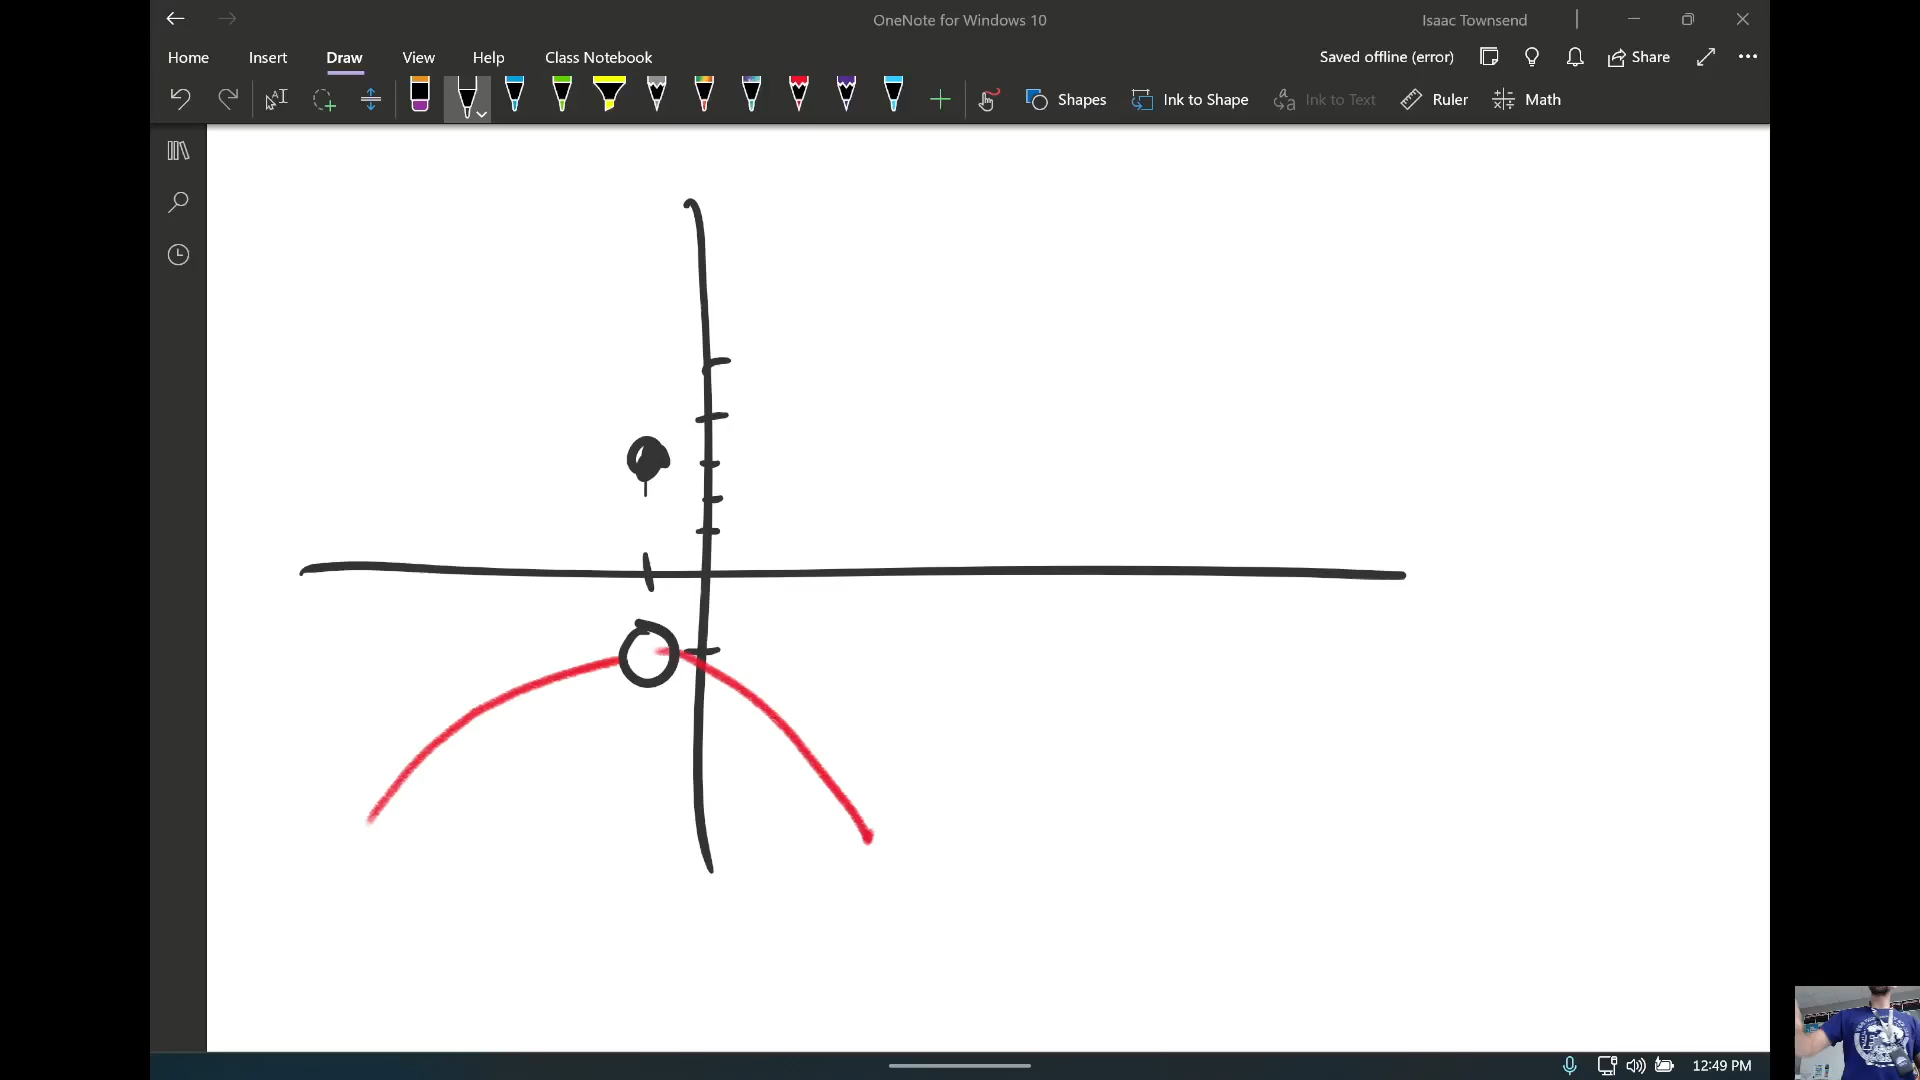 OneNote for Windows 10
Isaac Townsend
Home Insert Draw View Help Class Notebook
Saved offline (error)
Share
Shapes
Ink to Shape
Ink to Text
Ruler
Math
12:49 PM